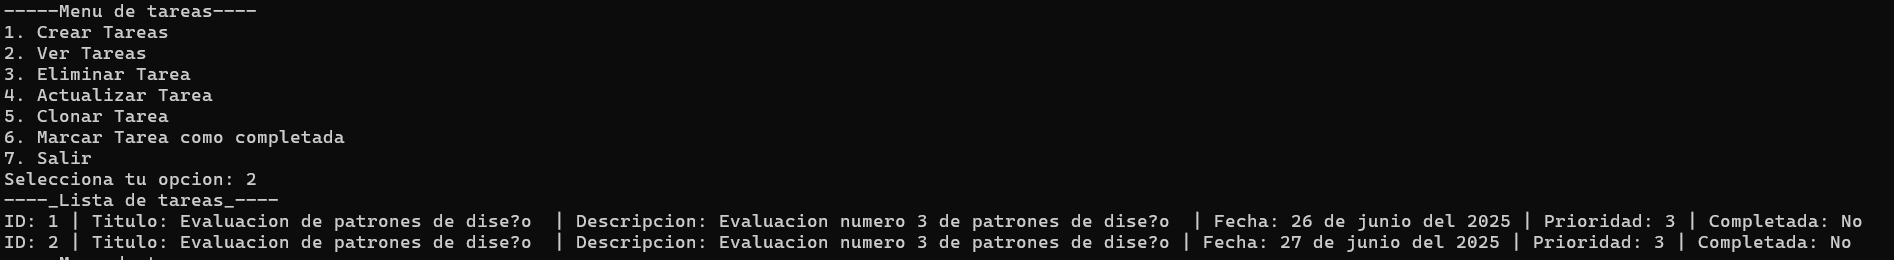 -----Menu de tareas----
1. Crear Tareas
2. Ver Tareas
3. Eliminar Tarea
4. Actualizar Tarea
5. Clonar Tarea
6. Marcar Tarea como completada
7. Salir
Selecciona tu opcion: 2
----_Lista de tareas_----
ID: 1 | Titulo: Evaluacion de patrones de dise?o  | Descripcion: Evaluacion numero 3 de patrones de dise?o  | Fecha: 26 de junio del 2025 | Prioridad: 3 | Completada: No
ID: 2 | Titulo: Evaluacion de patrones de dise?o  | Descripcion: Evaluacion numero 3 de patrones de dise?o | Fecha: 27 de junio del 2025 | Prioridad: 3 | Completada: No